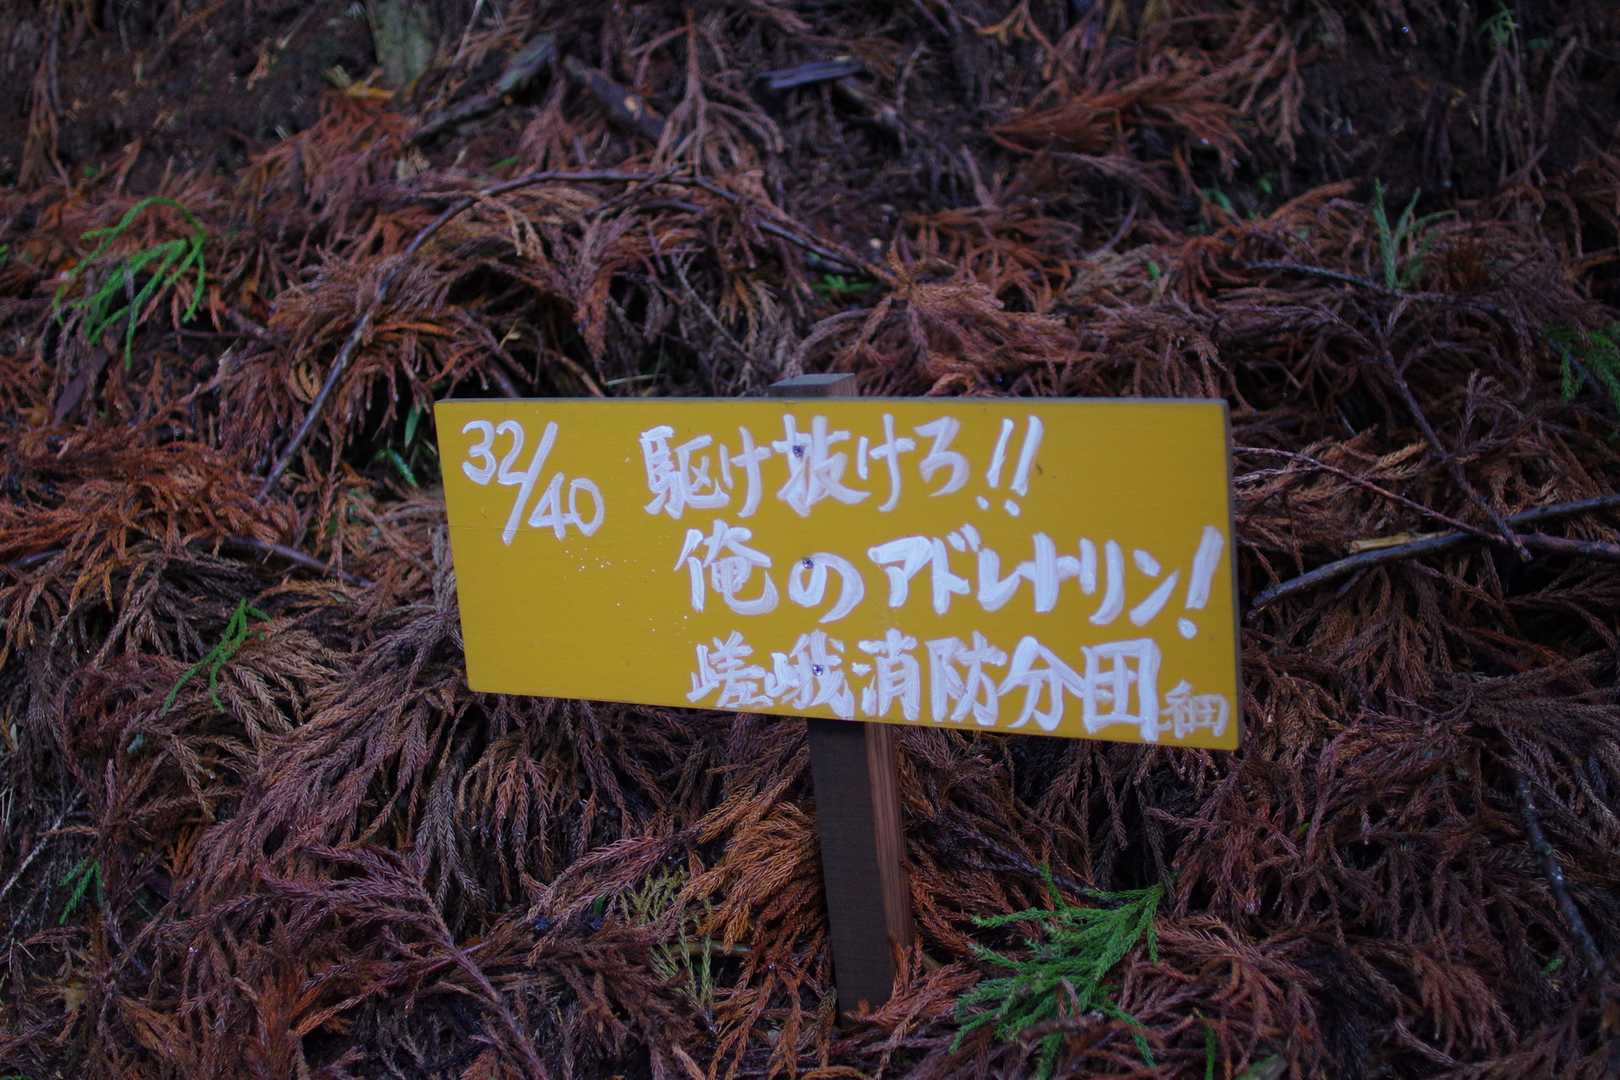 32/40 駆け抜けろ!!
俺のアドレナリン!
嵯峨消防分団 細